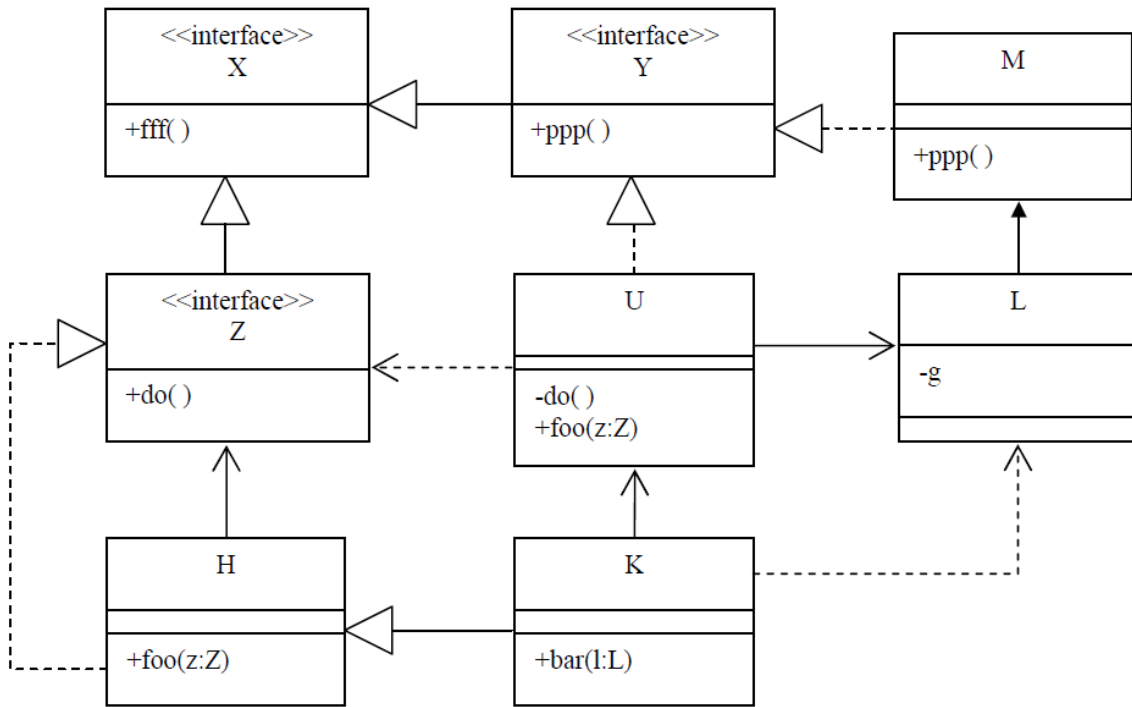 <<interface>>
X
+fff( )
<<interface>>
Y
+ppp( )
M
+ppp( )
<<interface>>
Z
+do( )
U
-do( )
+foo(z:Z)
L
-g
H
+foo(z:Z)
K
+bar(l:L)